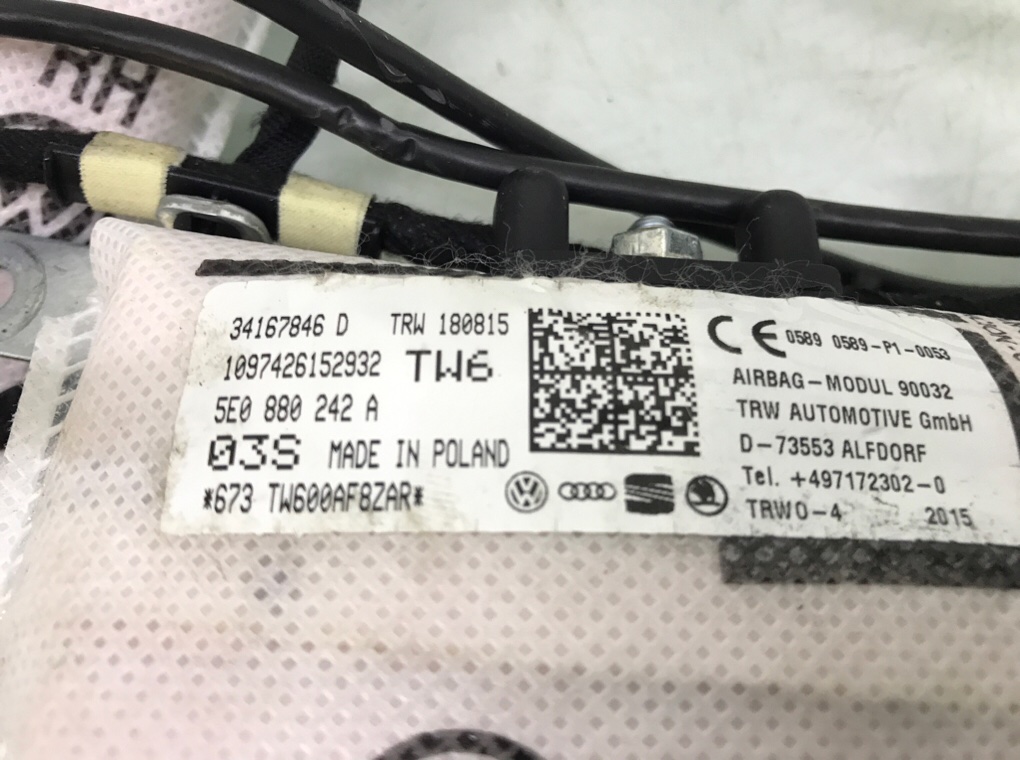 RH
34167846 D TRW 180815
1097426152932 TW6
5E0 880 242 A
03S MADE IN POLAND
*673 TW600AF8ZAR*
CE 0589 0589-P1-0053
AIRBAG-MODUL 90032
TRW AUTOMOTIVE GmbH
D-73553 ALFDORF
Tel. +497172302-0
TRWO-4 2015